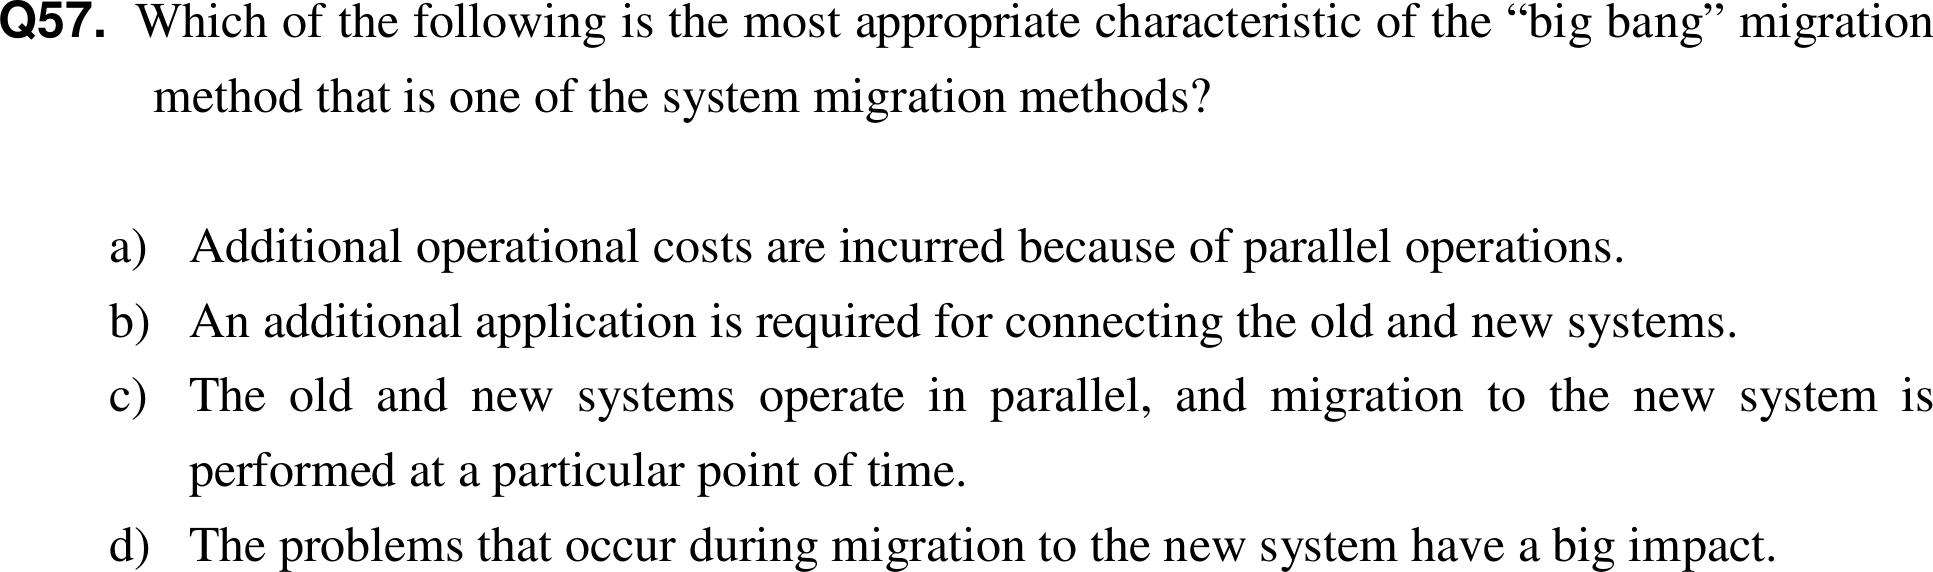 Q57. Which of the following is the most appropriate characteristic of the “big bang” migration
method that is one of the system migration methods?
a) Additional operational costs are incurred because of parallel operations.
b) An additional application is required for connecting the old and new systems.
c) The old and new systems operate in parallel, and migration to the new system is
performed at a particular point of time.
d) The problems that occur during migration to the new system have a big impact.